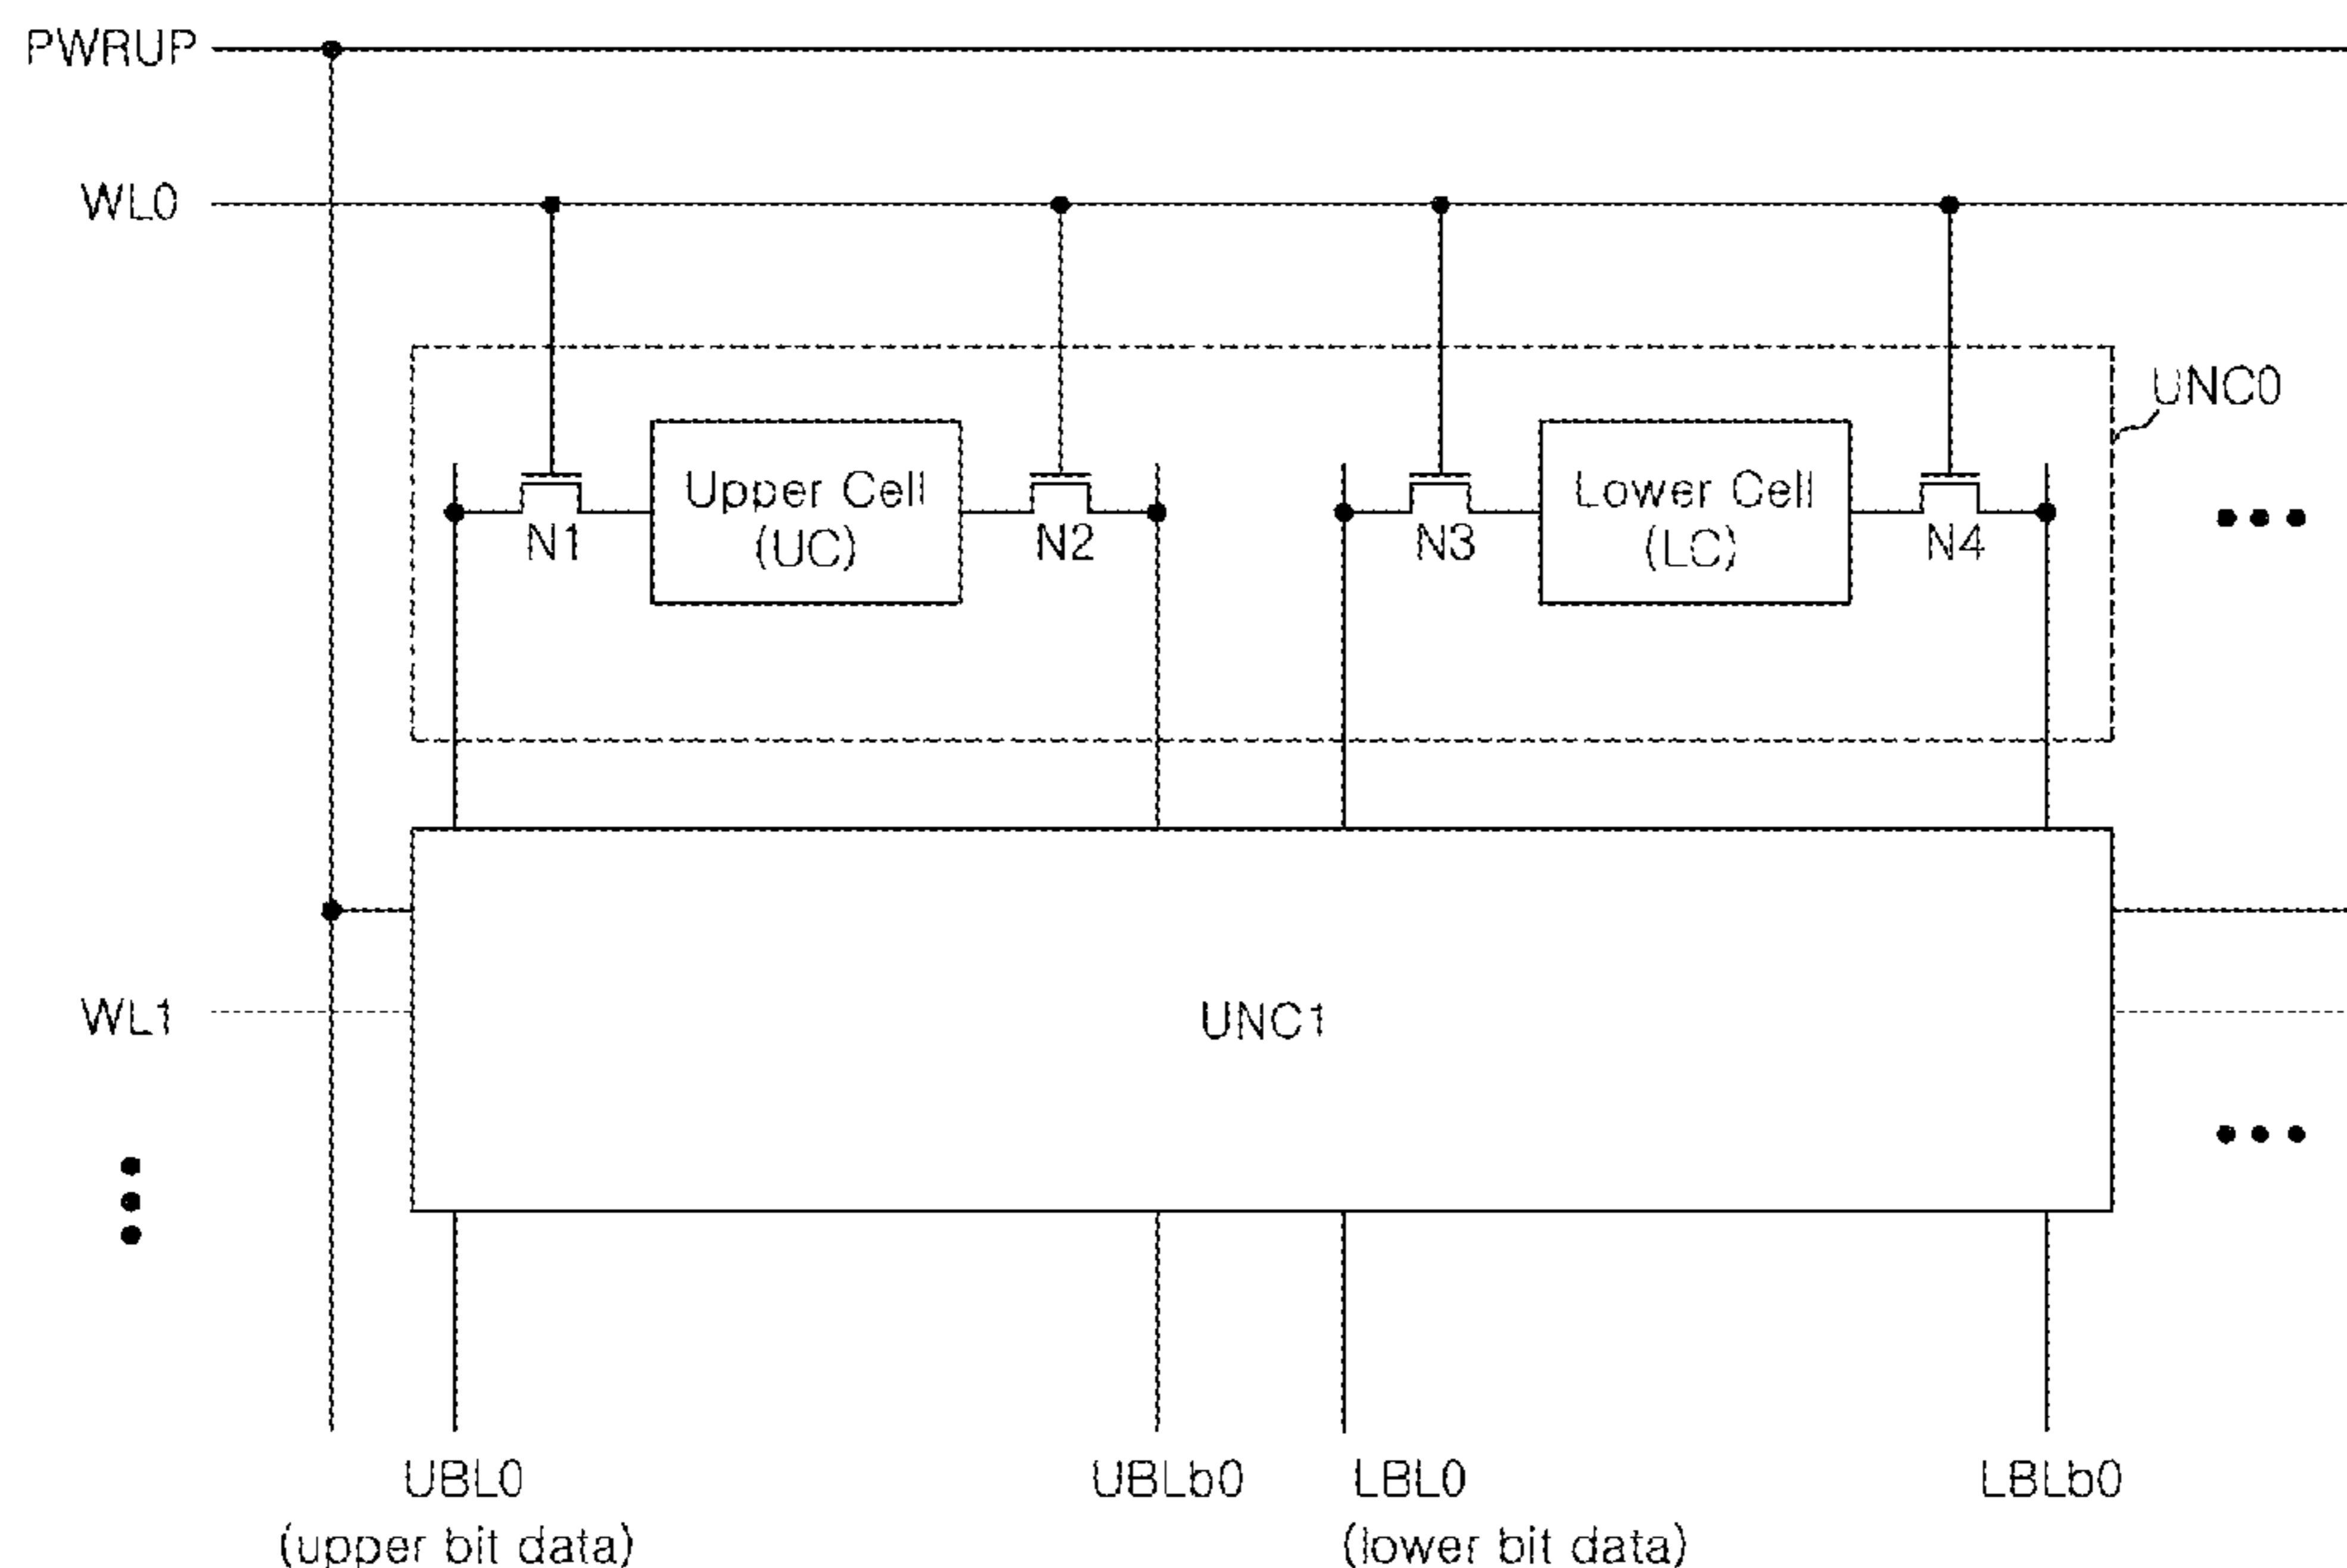 PWRUP
WL0
UNC0
Upper Cell
(UC)
N1
N2
Lower Cell
(LC)
N3
N4
WL1
UNC1
UBL0
(upper bit data)
UBLb0
LBL0
(lower bit data)
LBLb0